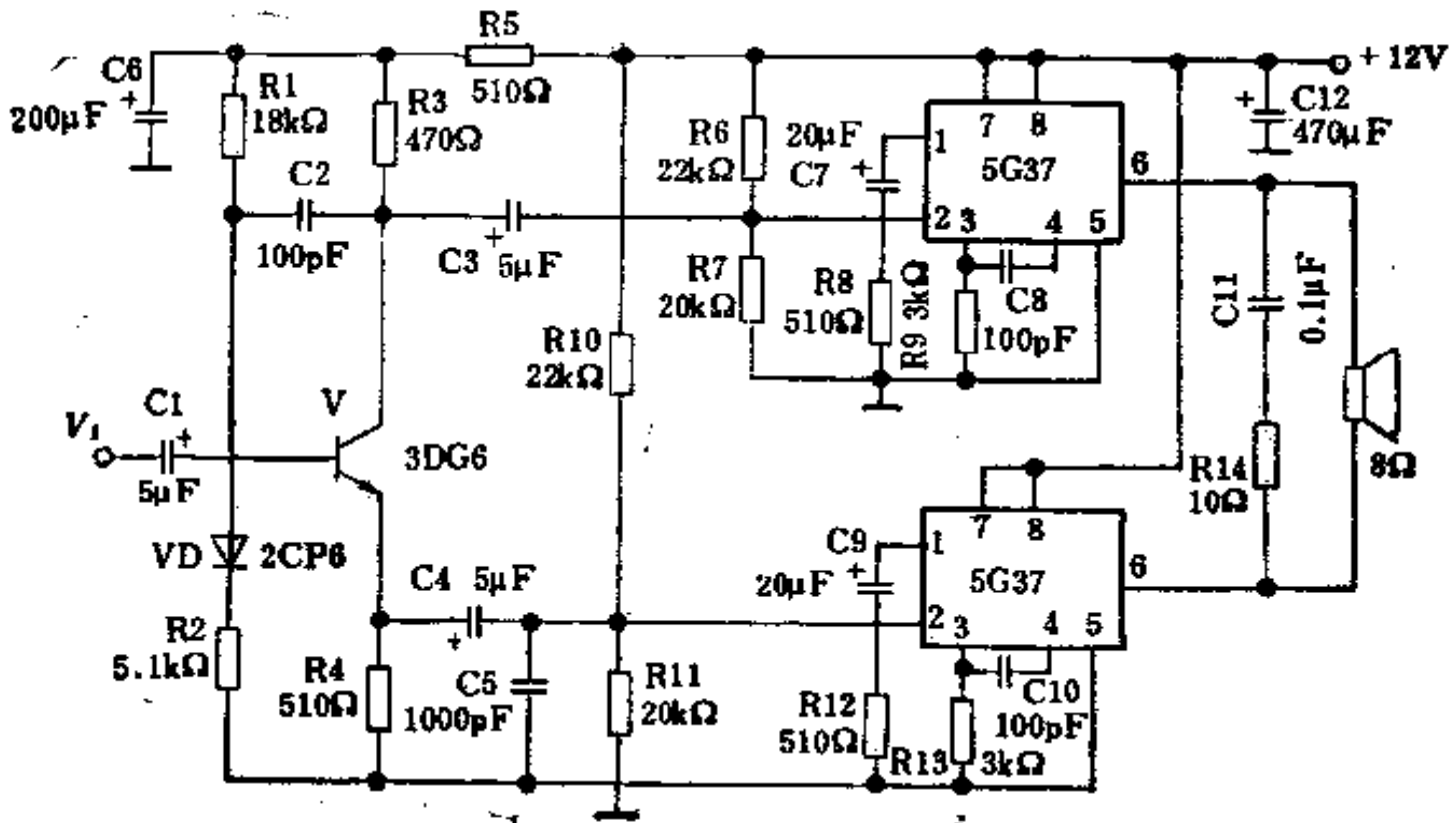 R5
510Ω
+12V
C6
200μF
+
R1
18kΩ
R3
470Ω
C2
100pF
C3
+
5μF
R6
22kΩ
R7
20kΩ
20μF
C7
+
R8
510Ω
R9 3kΩ
1
2
3
4
5
6
7
8
5G37
C8
100pF
+
C12
470μF
C11
0.1μF
R14
10Ω
8Ω
R10
22kΩ
C1
+
5μF
V
3DG6
VD
2CP6
R2
5.1kΩ
R4
510Ω
C4
+
5μF
C5
1000pF
R11
20kΩ
C9
+
20μF
R12
510Ω
1
2
3
4
5
6
7
8
5G37
C10
100pF
R13
3kΩ